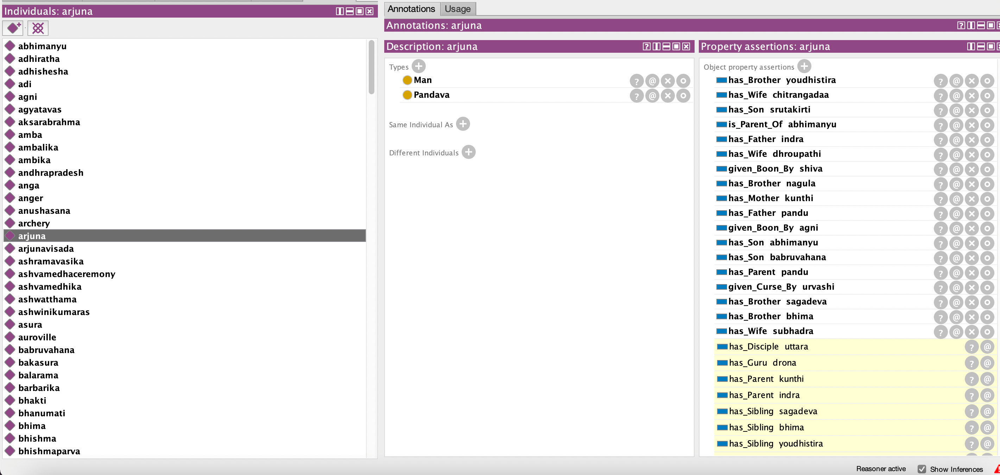 Individuals: arjuna
abhimanyu
adhiratha
adhishesha
adi
agni
agyatavas
aksarabrahma
amba
ambalika
ambika
andhrapradesh
anga
anger
anushasana
archery
arjuna
arjunavisada
ashramavasika
ashvamedhaceremony
ashvamedhika
ashwatthama
ashwinikumaras
asura
auroville
babruvahana
bakasura
balarama
barbarika
bhakti
bhanumati
bhima
bhishma
bhishmaparva
Annotations Usage
Annotations: arjuna
Description: arjuna
Types
Man
Pandava
Same Individual As
Different Individuals
Property assertions: arjuna
Object property assertions
has_Brother youdhistira
has_Wife chitrangadaa
has_Son srutakirti
is_Parent_Of abhimanyu
has_Father indra
has_Wife dhroupathi
given_Boon_By shiva
has_Brother nagula
has_Mother kunthi
has_Father pandu
given_Boon_By agni
has_Son abhimanyu
has_Son babruvahana
has_Parent pandu
given_Curse_By urvashi
has_Brother sagadeva
has_Brother bhima
has_Wife subhadra
has_Disciple uttara
has_Guru drona
has_Parent kunthi
has_Parent indra
has_Sibling sagadeva
has_Sibling bhima
has_Sibling youdhistira
Reasoner active Show Inferences